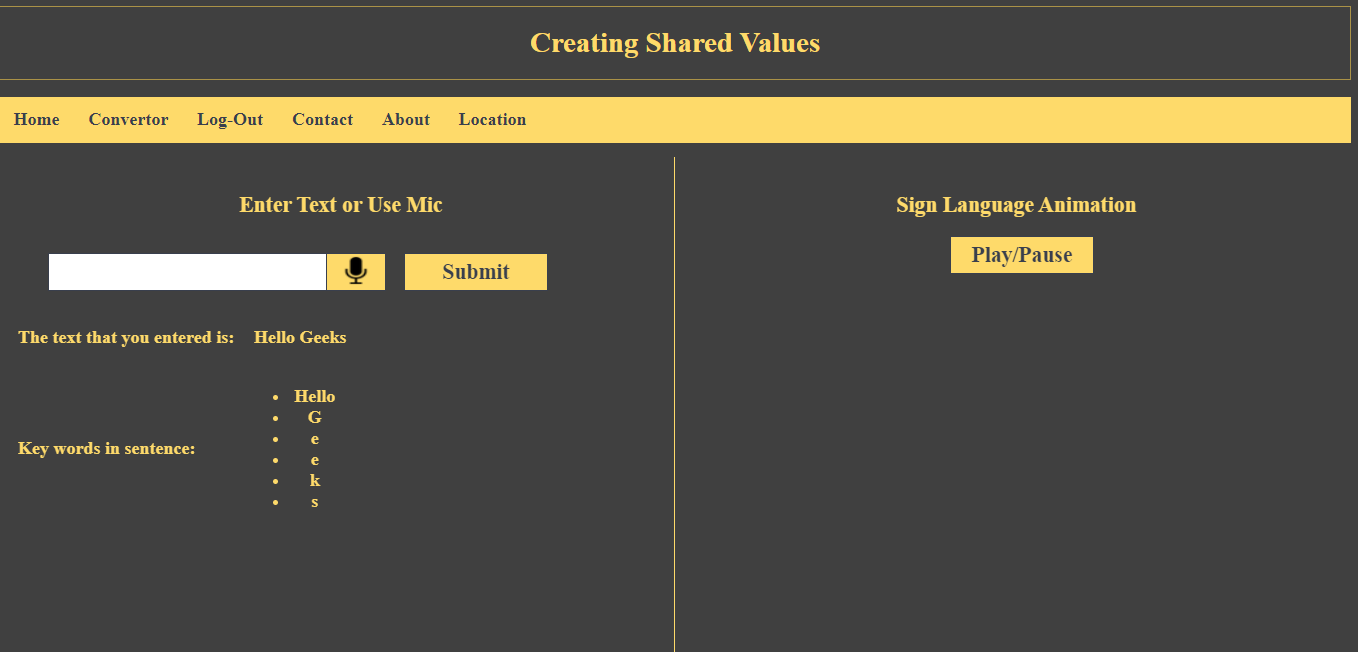 Creating Shared Values
Home Convertor Log-Out Contact About Location
Enter Text or Use Mic
Submit
The text that you entered is: Hello Geeks
Key words in sentence:
• Hello
• G
• e
• e
• k
• s
Sign Language Animation
Play/Pause